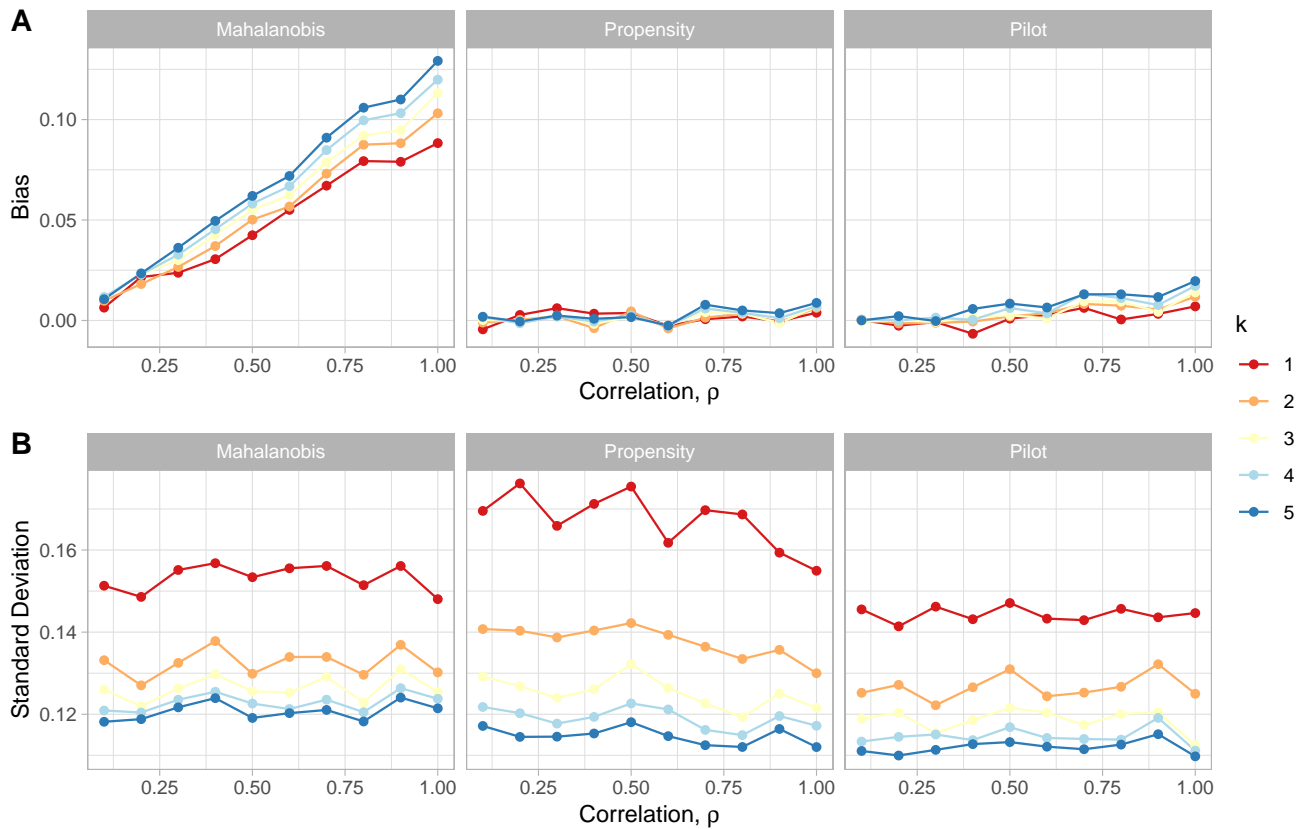 A
Mahalanobis
Propensity
Pilot
Bias
0.10
0.05
0.00
0.25
0.50
0.75
1.00
0.25
0.50
0.75
1.00
0.25
0.50
0.75
1.00
Correlation, ρ
B
Mahalanobis
Propensity
Pilot
Standard Deviation
0.16
0.14
0.12
0.25
0.50
0.75
1.00
0.25
0.50
0.75
1.00
0.25
0.50
0.75
1.00
Correlation, ρ
k
1
2
3
4
5